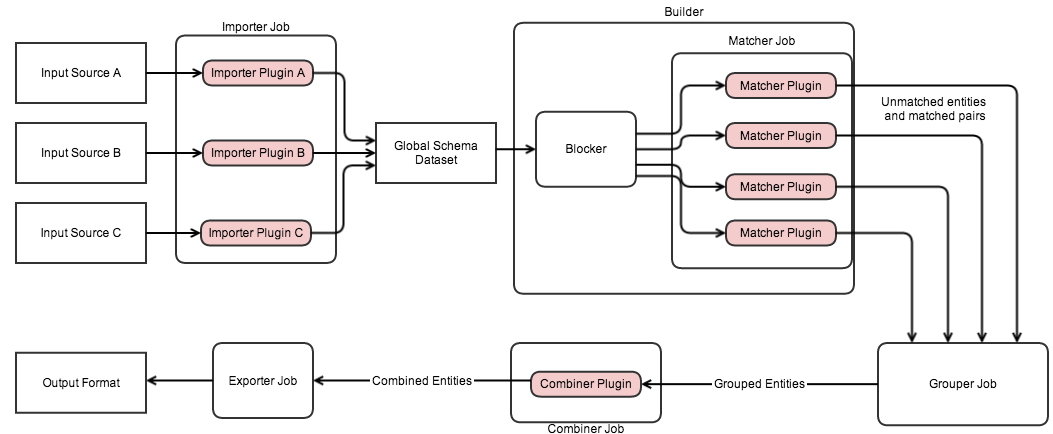 Builder
Importer Job
Matcher Job
Input Source A
Importer Plugin A
Matcher Plugin
Unmatched entities
and matched pairs
Matcher Plugin
Input Source B
Importer Plugin B
Global Schema
Dataset
Blocker
Matcher Plugin
Input Source C
Importer Plugin C
Matcher Plugin
Output Format
Exporter Job
Combined Entities
Combiner Plugin
Grouped Entities
Grouper Job
Combiner Job